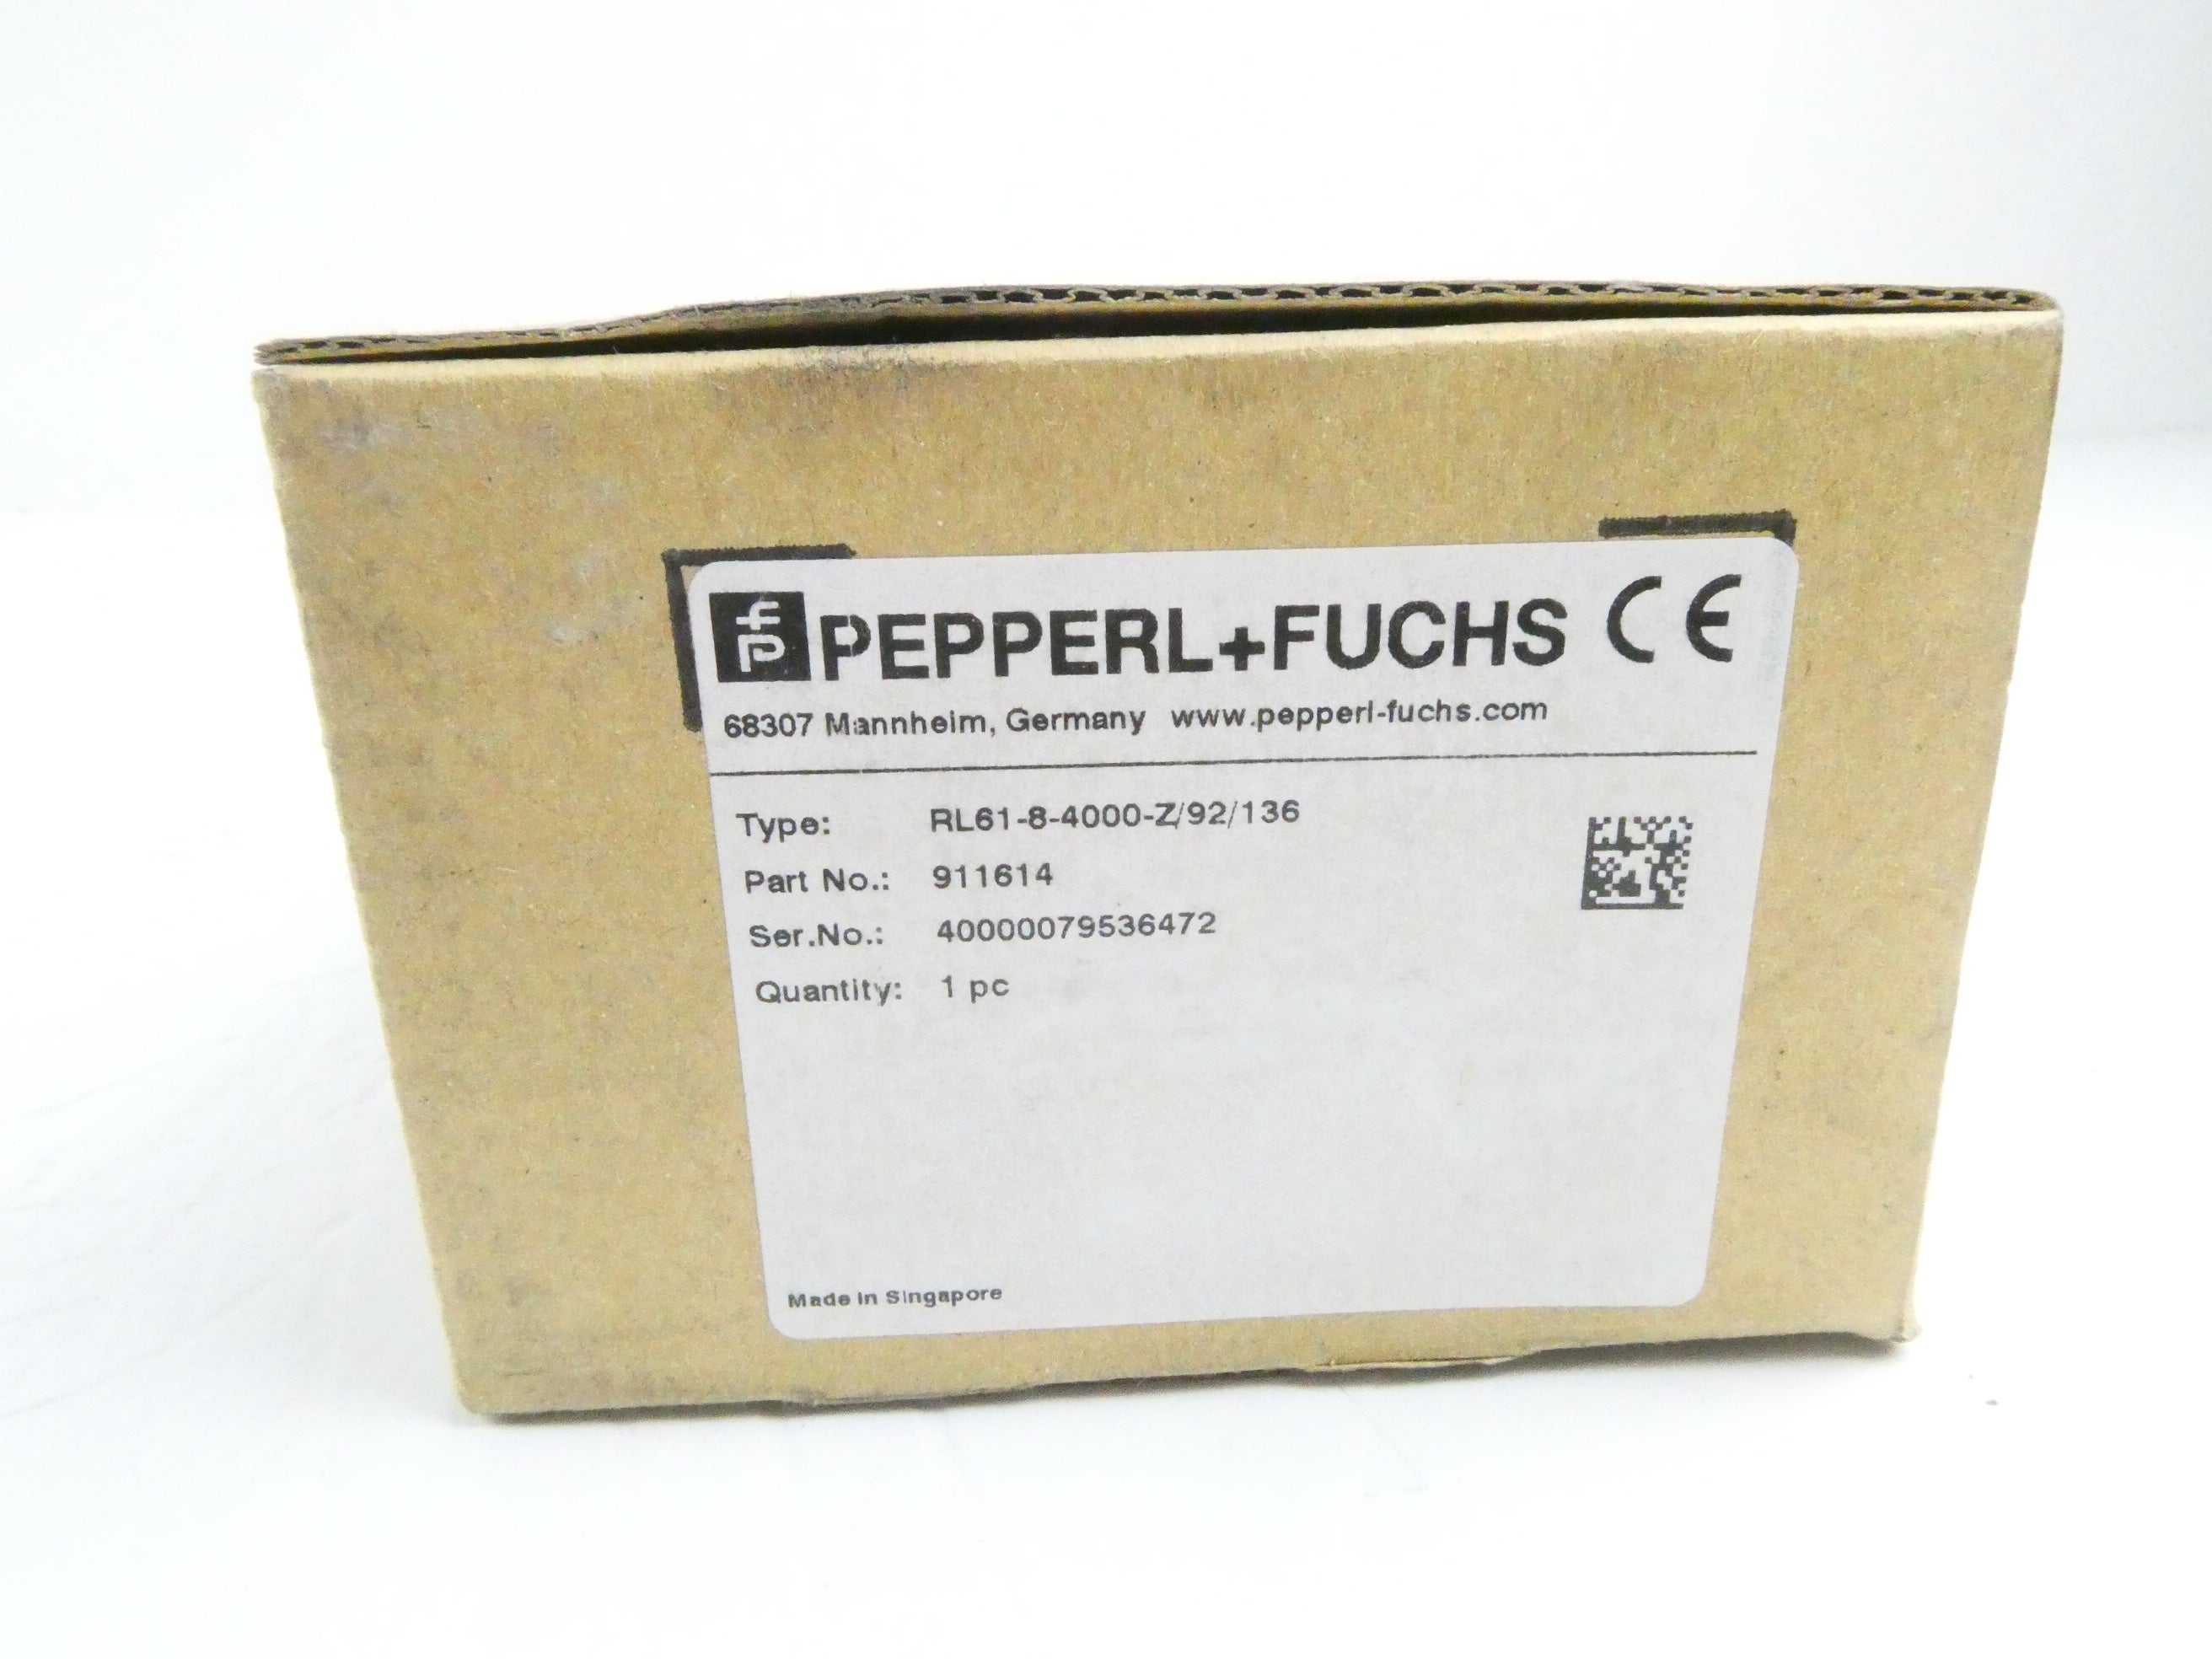 fp PEPPERL+FUCHS CE
68307 Mannheim, Germany www.pepperl-fuchs.com
Type: RL61-8-4000-Z/92/136
Part No.: 911614
Ser.No.: 40000079536472
Quantity: 1 pc
Made in Singapore